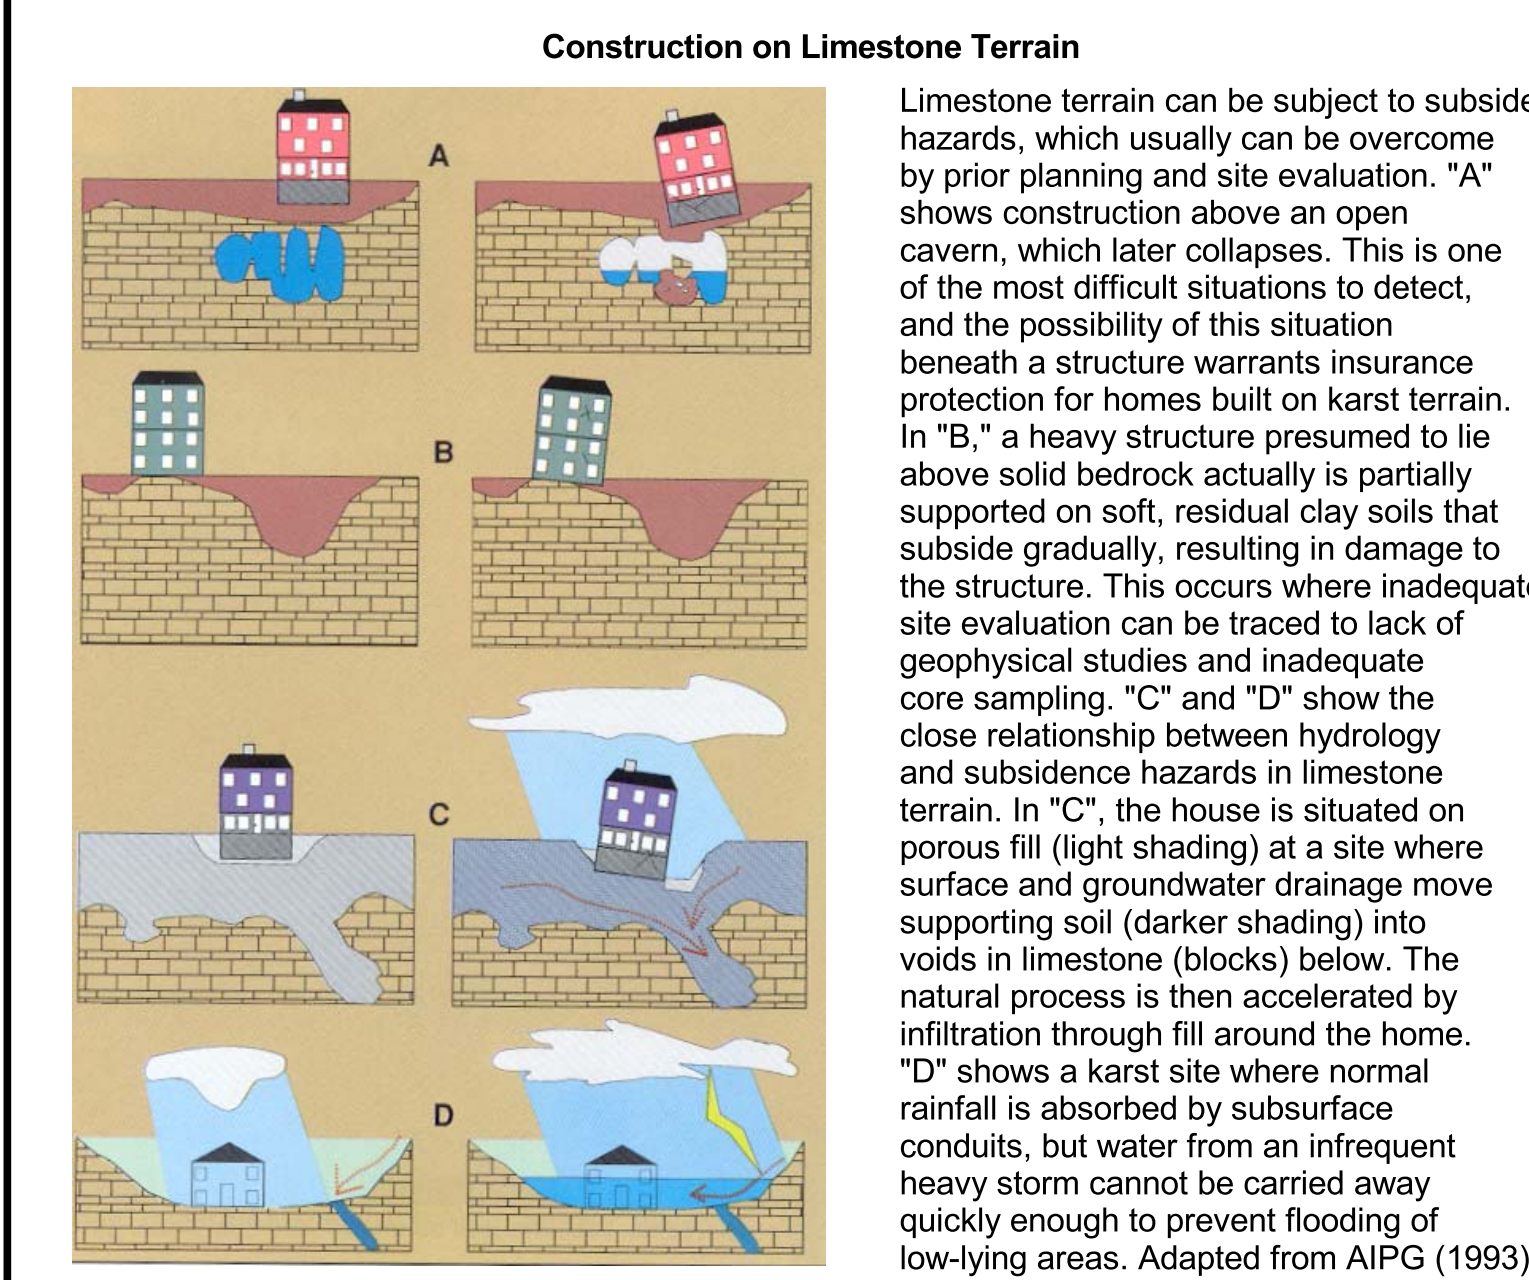 Construction on Limestone Terrain
Limestone terrain can be subject to subside
hazards, which usually can be overcome
by prior planning and site evaluation. "A"
shows construction above an open
cavern, which later collapses. This is one
of the most difficult situations to detect,
and the possibility of this situation
beneath a structure warrants insurance
protection for homes built on karst terrain.
In "B," a heavy structure presumed to lie
above solid bedrock actually is partially
supported on soft, residual clay soils that
subside gradually, resulting in damage to
the structure. This occurs where inadequate
site evaluation can be traced to lack of
geophysical studies and inadequate
core sampling. "C" and "D" show the
close relationship between hydrology
and subsidence hazards in limestone
terrain. In "C", the house is situated on
porous fill (light shading) at a site where
surface and groundwater drainage move
supporting soil (darker shading) into
voids in limestone (blocks) below. The
natural process is then accelerated by
infiltration through fill around the home.
"D" shows a karst site where normal
rainfall is absorbed by subsurface
conduits, but water from an infrequent
heavy storm cannot be carried away
quickly enough to prevent flooding of
low-lying areas. Adapted from AIPG (1993)
A
B
C
D